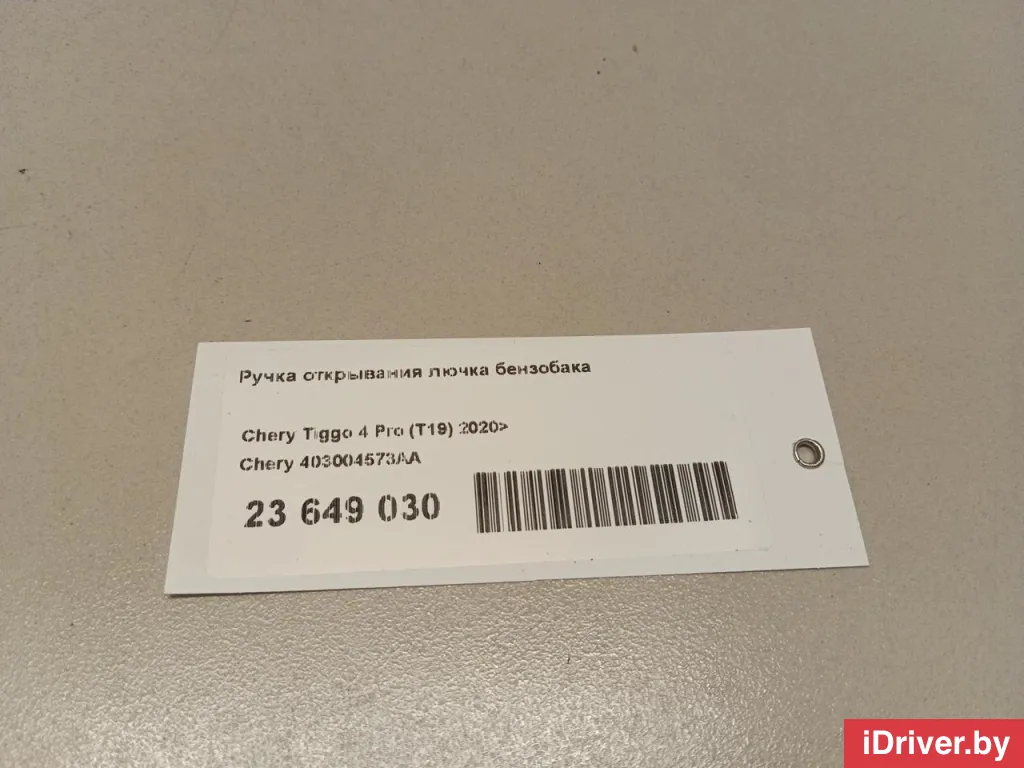 Ручка открывания лючка бензобака
Chery Tiggo 4 Pro (T19) 2020>
Chery 403004573AA
23 649 030
iDriver.by